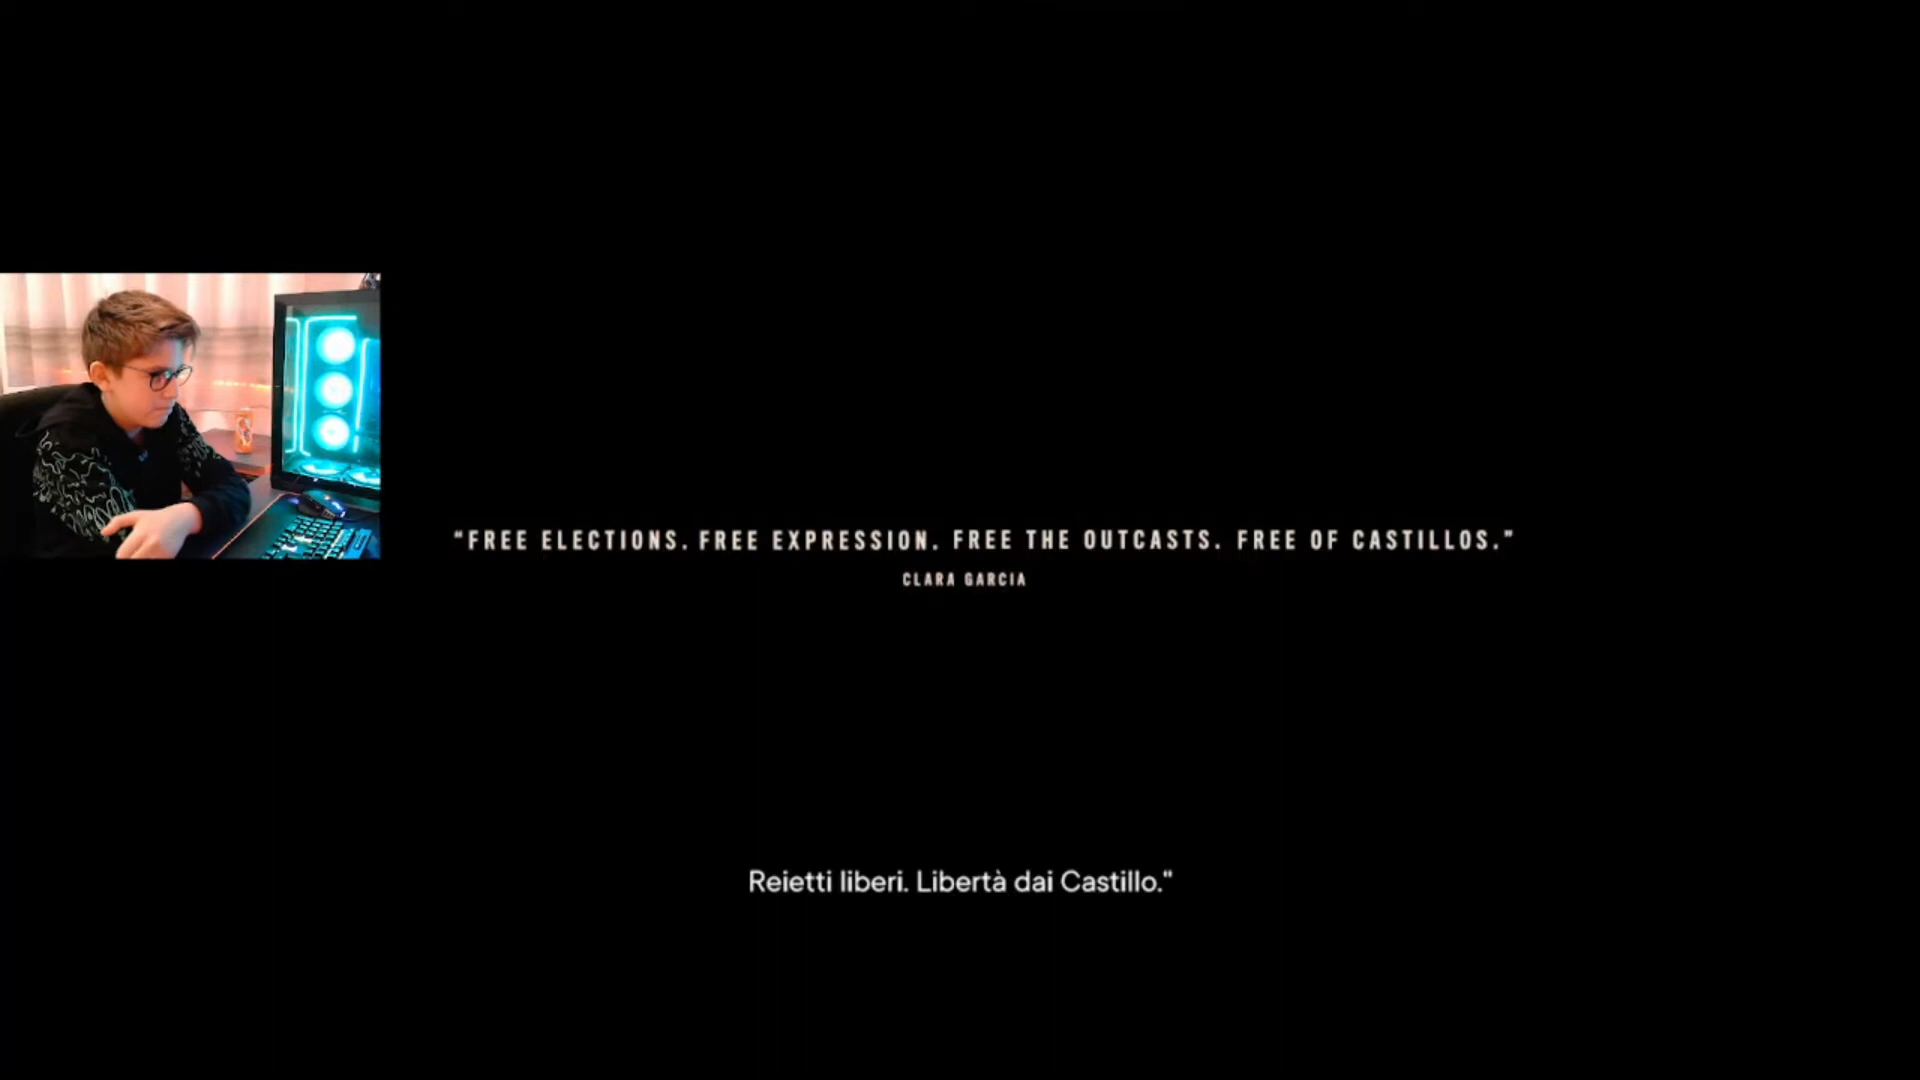 “FREE ELECTIONS. FREE EXPRESSION. FREE THE OUTCASTS. FREE OF CASTILLOS.”
CLARA GARCIA
Reietti liberi. Libertà dai Castillo."